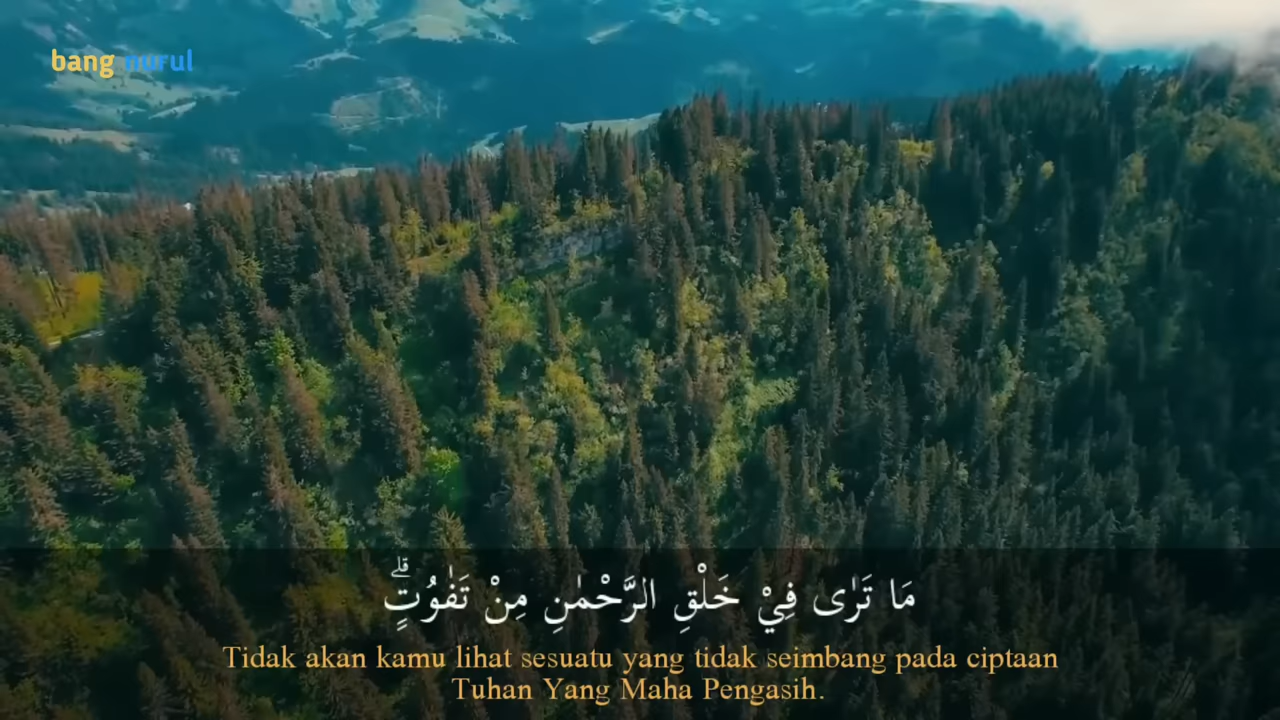 bang nurul
مَا تَرٰى فِيْ خَلْقِ الرَّحْمٰنِ مِنْ تَفٰوُتٍۗ
Tidak akan kamu lihat sesuatu yang tidak seimbang pada ciptaan
Tuhan Yang Maha Pengasih.